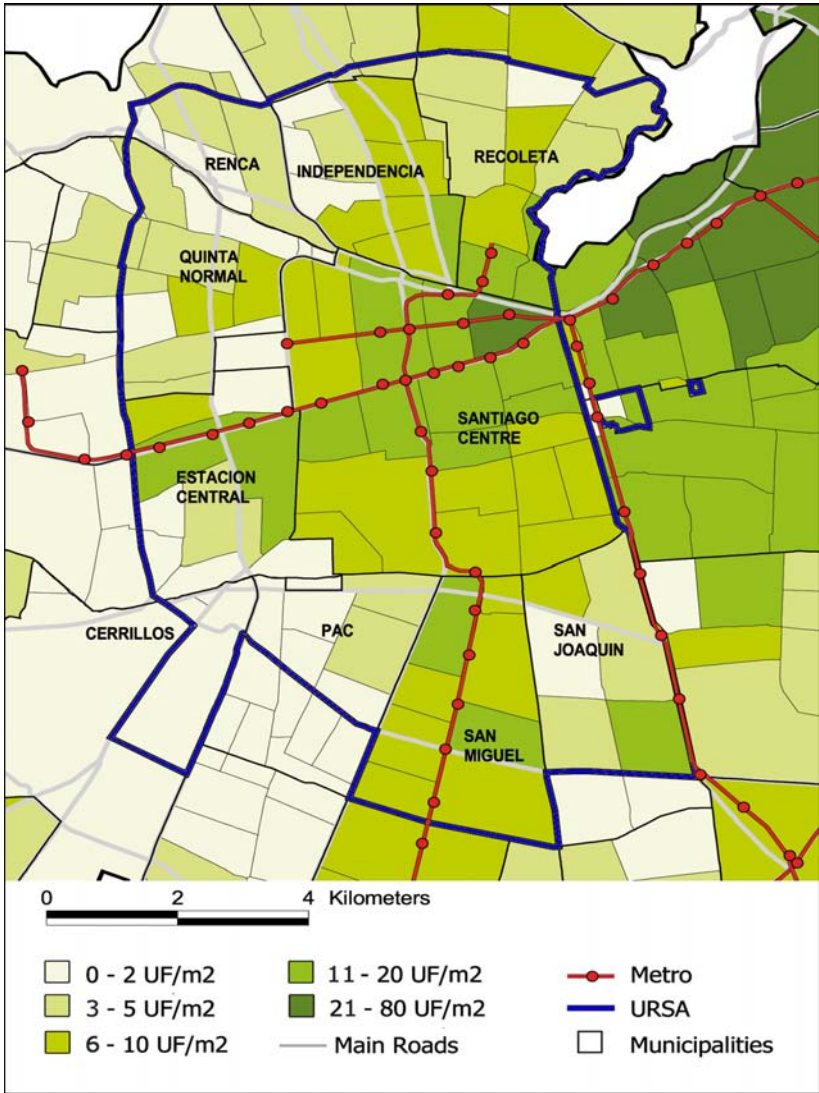 RENCA
INDEPENDENCIA
RECOLETA
QUINTA
NORMAL
SANTIAGO
CENTRE
ESTACION
CENTRAL
CERRILLOS
PAC
SAN
JOAQUIN
SAN
MIGUEL
0 2 4 Kilometers
0 - 2 UF/m2 11 - 20 UF/m2 Metro
3 - 5 UF/m2 21 - 80 UF/m2 URSA
6 - 10 UF/m2 Main Roads Municipalities